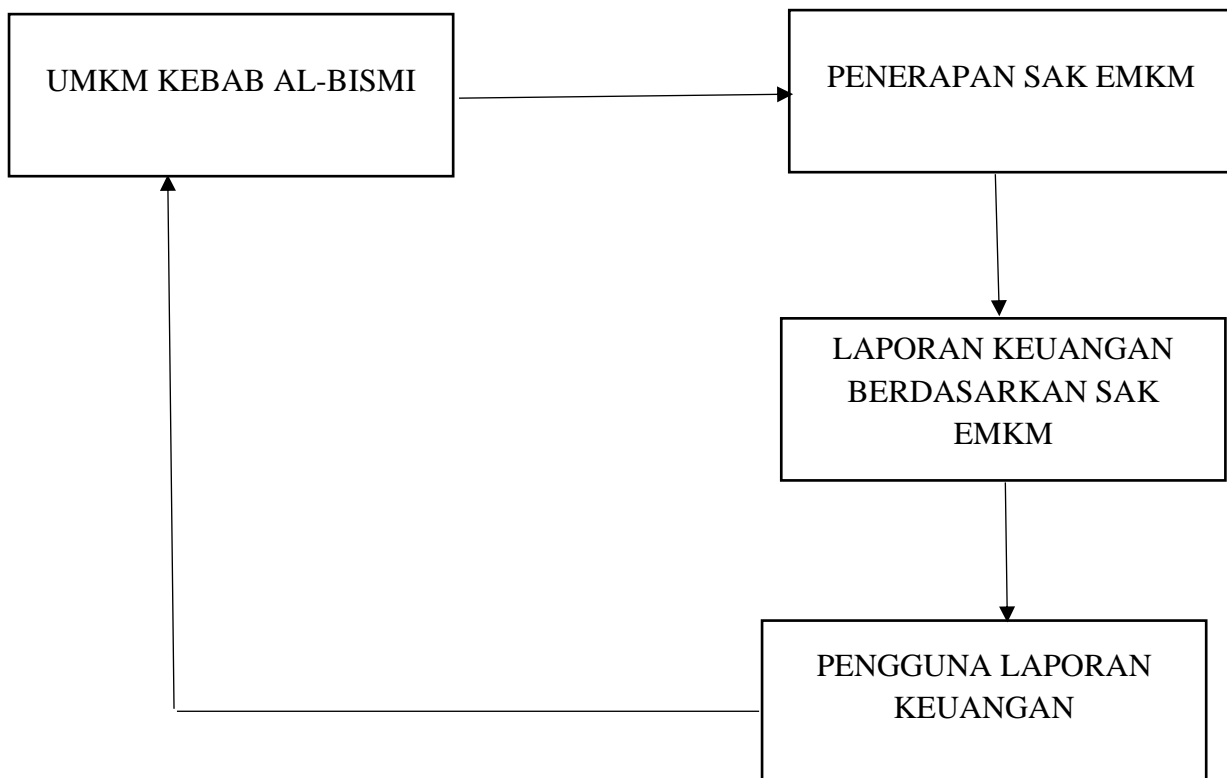 UMKM KEBAB AL-BISMI
PENERAPAN SAK EMKM
LAPORAN KEUANGAN
BERDASARKAN SAK
EMKM
PENGGUNA LAPORAN
KEUANGAN